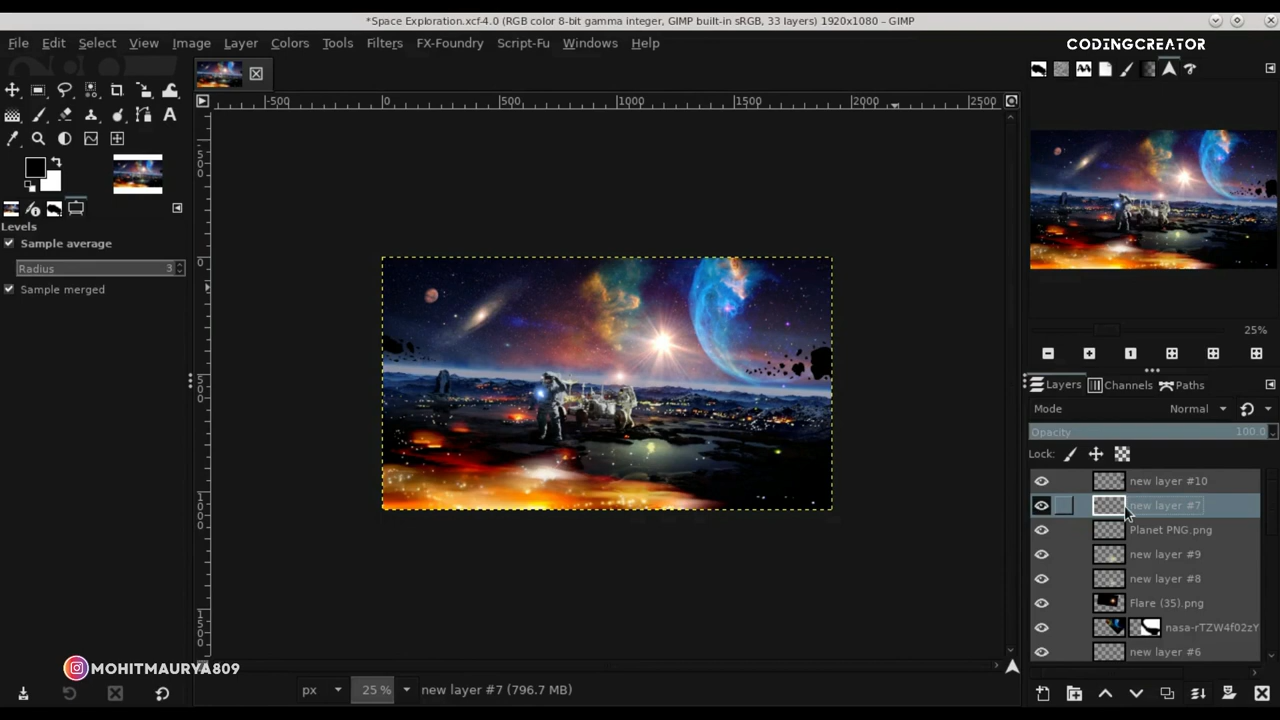 *Space Exploration.xcf-4.0 (RGB color 8-bit gamma integer, GIMP built-in sRGB, 33 layers) 1920x1080 – GIMP
File Edit Select View Image Layer Colors Tools Filters FX-Foundry Script-Fu Windows Help
CODINGCREATOR
-500 0 500 1000 1500 2000 2500
Levels
Sample average
Radius 3
Sample merged
25%
Layers Channels Paths
Mode Normal
Opacity 100.0
Lock:
new layer #10
new layer #7
Planet PNG.png
new layer #9
new layer #8
Flare (35).png
nasa-rTZW4f02zY
new layer #6
MOHITMAURYA809
px 25 % new layer #7 (796.7 MB)